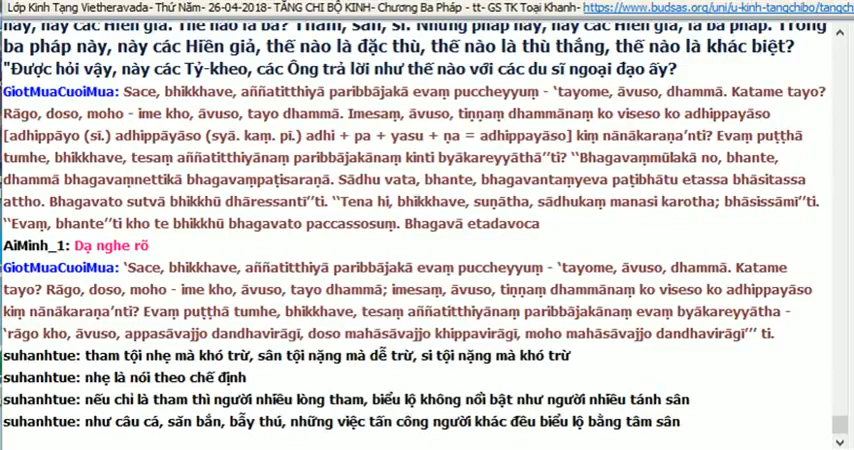 Lớp Kinh Tạng Vietheravada- Thứ Năm- 26-04-2018- TĂNG CHI BỘ KINH- Chương Ba Pháp - tt- GS TK Toại Khanh- https://www.budsas.org/uni/u-kinh-tangchibo/tangch
này, này các Hiền giả. Thế nào là ba? Tham, Sân, Si. Những pháp này, này các Hiền giả, là ba pháp. Trong
ba pháp này, này các Hiền giả, thế nào là đặc thù, thế nào là thù thắng, thế nào là khác biệt?
"Được hỏi vậy, này các Tỷ-kheo, các Ông trả lời như thế nào với các du sĩ ngoại đạo ấy?
GiotMuaCuoiMua: Sace, bhikkhave, aññatitthiyā paribbājakā evaṃ puccheyyuṃ - ‘tayome, āvuso, dhammā. Katame tayo?
Rāgo, doso, moho - ime kho, āvuso, tayo dhammā. Imesaṃ, āvuso, tiṇṇaṃ dhammānaṃ ko viseso ko adhippayāso
[adhippāyo (sī.) adhippāyāso (syā. kaṃ. pī.) adhi + pa + yasu + ṇa = adhippayāso] kiṃ nānākaraṇa’nti? Evaṃ puṭṭhā
tumhe, bhikkhave, tesaṃ aññatitthiyānaṃ paribbājakānaṃ kinti byākareyyāthā’’ti? ‘‘Bhagavaṃmūlakā no, bhante,
dhammā bhagavaṃnettikā bhagavaṃpaṭisaraṇā. Sādhu vata, bhante, bhagavantaṃyeva paṭibhātu etassa bhāsitassa
attho. Bhagavato sutvā bhikkhū dhāressantī’’ti. ‘‘Tena hi, bhikkhave, suṇātha, sādhukaṃ manasi karotha; bhāsissāmī’’ti.
‘‘Evaṃ, bhante’’ti kho te bhikkhū bhagavato paccassosuṃ. Bhagavā etadavoca
AiMinh_1: Dạ nghe rõ
GiotMuaCuoiMua: ‘Sace, bhikkhave, aññatitthiyā paribbājakā evaṃ puccheyyuṃ - ‘tayome, āvuso, dhammā. Katame
tayo? Rāgo, doso, moho - ime kho, āvuso, tayo dhammā; imesaṃ, āvuso, tiṇṇaṃ dhammānaṃ ko viseso ko adhippayāso
kiṃ nānākaraṇa’nti? Evaṃ puṭṭhā tumhe, bhikkhave, tesaṃ aññatitthiyānaṃ paribbājakānaṃ evaṃ byākareyyātha -
‘rāgo kho, āvuso, appasāvajjo dandhavirāgī, doso mahāsāvajjo khippavirāgī, moho mahāsāvajjo dandhavirāgī’’’ ti.
suhanhtue: tham tội nhẹ mà khó trừ, sân tội nặng mà dễ trừ, si tội nặng mà khó trừ
suhanhtue: nhẹ là nói theo chế định
suhanhtue: nếu chỉ là tham thì người nhiều lòng tham, biểu lộ không nổi bật như người nhiều tánh sân
suhanhtue: như câu cá, săn bắn, bẫy thú, những việc tấn công người khác đều biểu lộ bằng tâm sân